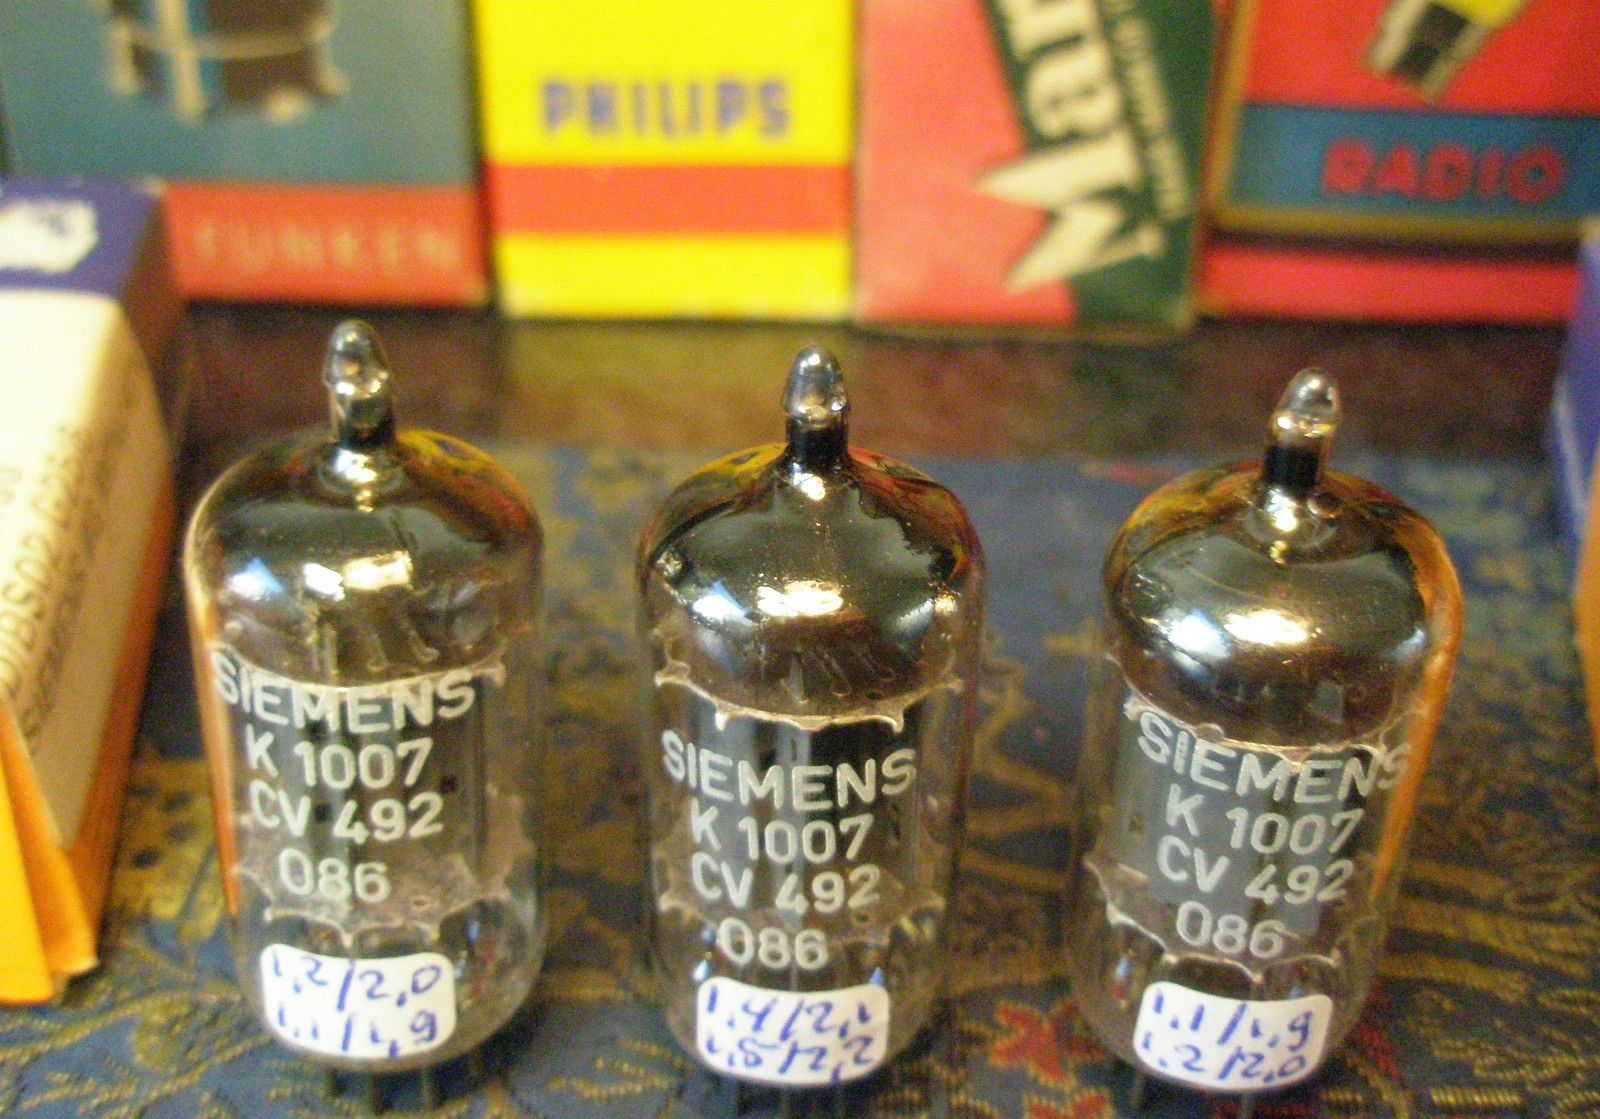 PHILIPS
RADIO
FUNKEN
SIEMENS
K 1007
CV 492
086
1,2/2,0
1,1/1,9
SIEMENS
K 1007
CV 492
086
1,4/2,1
1,5/2,2
SIEMENS
K 1007
CV 492
086
1,1/1,9
1,2/2,0